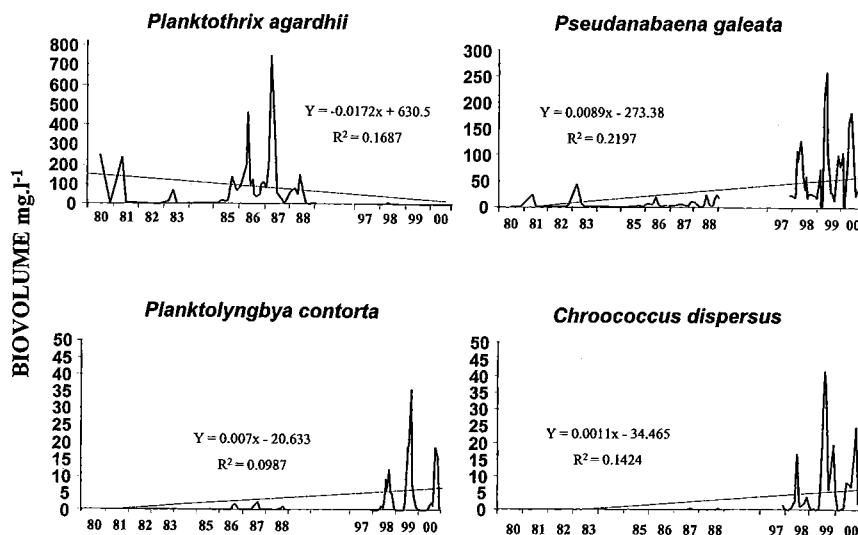 Planktothrix agardhii
800
700
600
500
400
300
200
100
0
Y = -0.0172x + 630.5
R² = 0.1687
80 81 82 83 85 86 87 88 97 98 99 00
Pseudanabaena galeata
300
250
200
150
100
50
0
Y = 0.0089x - 273.38
R² = 0.2197
80 81 82 83 85 86 87 88 97 98 99 00
BIOVOLUME mg.l-1
Planktolyngbya contorta
50
45
40
35
30
25
20
15
10
5
0
Y = 0.007x - 20.633
R² = 0.0987
80 81 82 83 85 86 87 88 97 98 99 00
Chroococcus dispersus
50
45
40
35
30
25
20
15
10
5
0
Y = 0.0011x - 34.465
R² = 0.1424
80 81 82 83 85 86 87 88 97 98 99 00